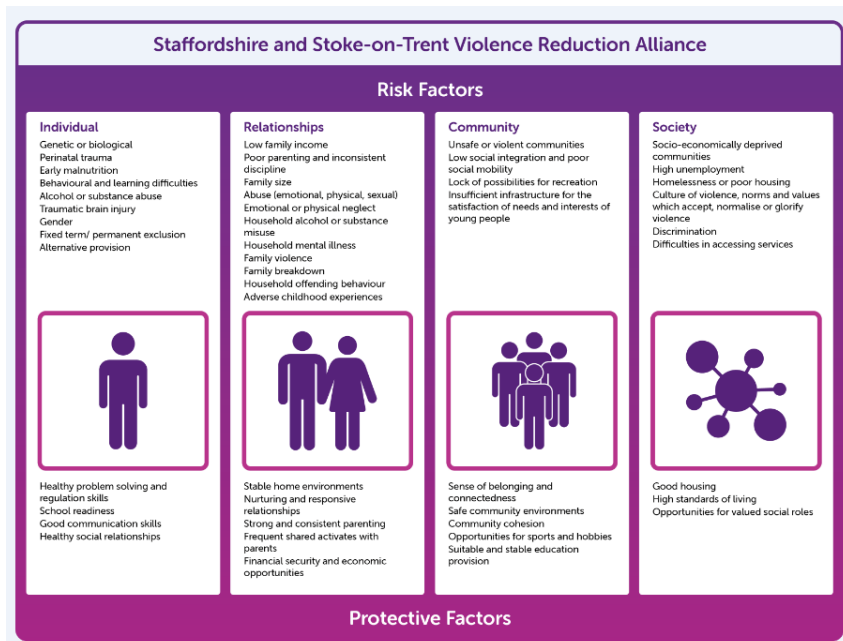 Staffordshire and Stoke-on-Trent Violence Reduction Alliance
Risk Factors
Individual
Genetic or biological
Perinatal trauma
Early malnutrition
Behavioural and learning difficulties
Alcohol or substance abuse
Traumatic brain injury
Gender
Fixed term/ permanent exclusion
Alternative provision
Relationships
Low family income
Poor parenting and inconsistent
discipline
Family size
Abuse (emotional, physical, sexual)
Emotional or physical neglect
Household alcohol or substance
misuse
Household mental illness
Family violence
Family breakdown
Household offending behaviour
Adverse childhood experiences
Community
Unsafe or violent communities
Low social integration and poor
social mobility
Lack of possibilities for recreation
Insufficient infrastructure for the
satisfaction of needs and interests of
young people
Society
Socio-economically deprived
communities
High unemployment
Homelessness or poor housing
Culture of violence, norms and values
which accept, normalise or glorify
violence
Discrimination
Difficulties in accessing services
Healthy problem solving and
regulation skills
School readiness
Good communication skills
Healthy social relationships
Stable home environments
Nurturing and responsive
relationships
Strong and consistent parenting
Frequent shared activates with
parents
Financial security and economic
opportunities
Sense of belonging and
connectedness
Safe community environments
Community cohesion
Opportunities for sports and hobbies
Suitable and stable education
provision
Good housing
High standards of living
Opportunities for valued social roles
Protective Factors